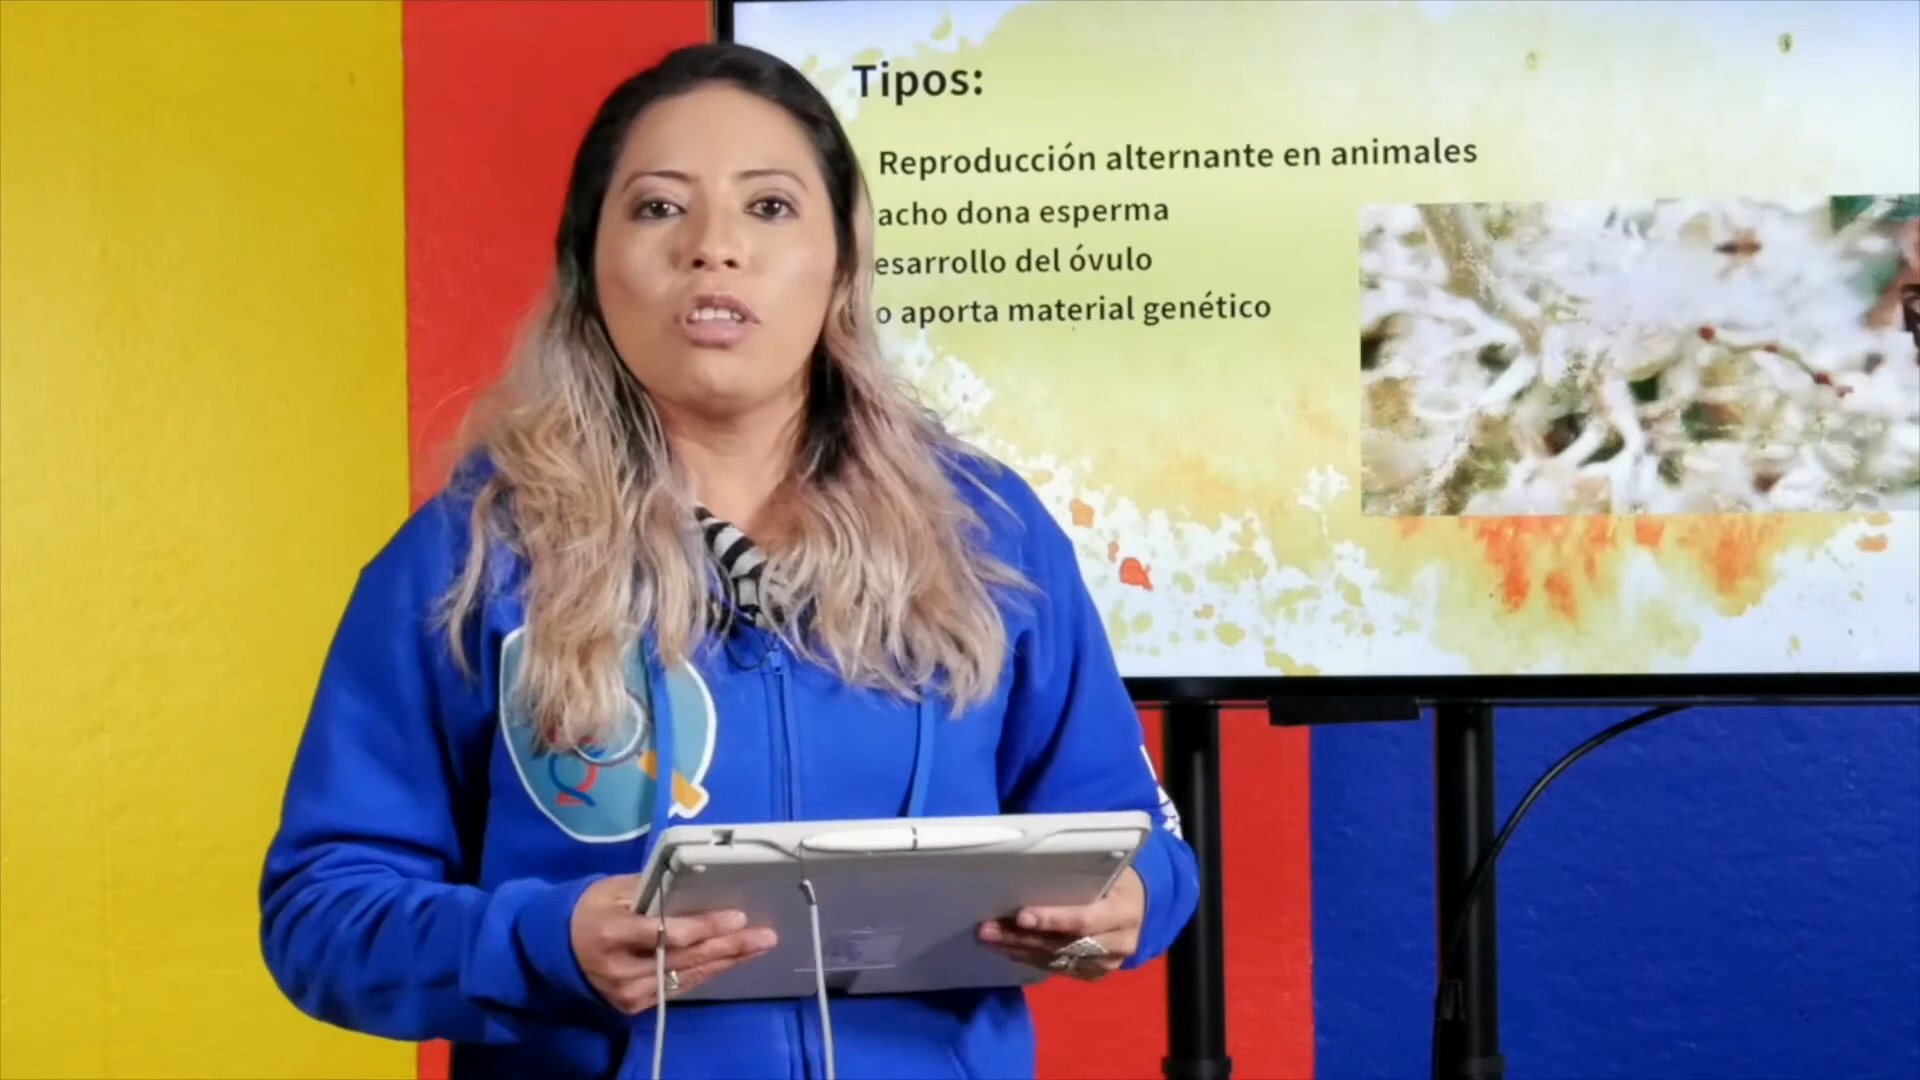 Tipos:
Reproducción alternante en animales
acho dona esperma
esarrollo del óvulo
o aporta material genético